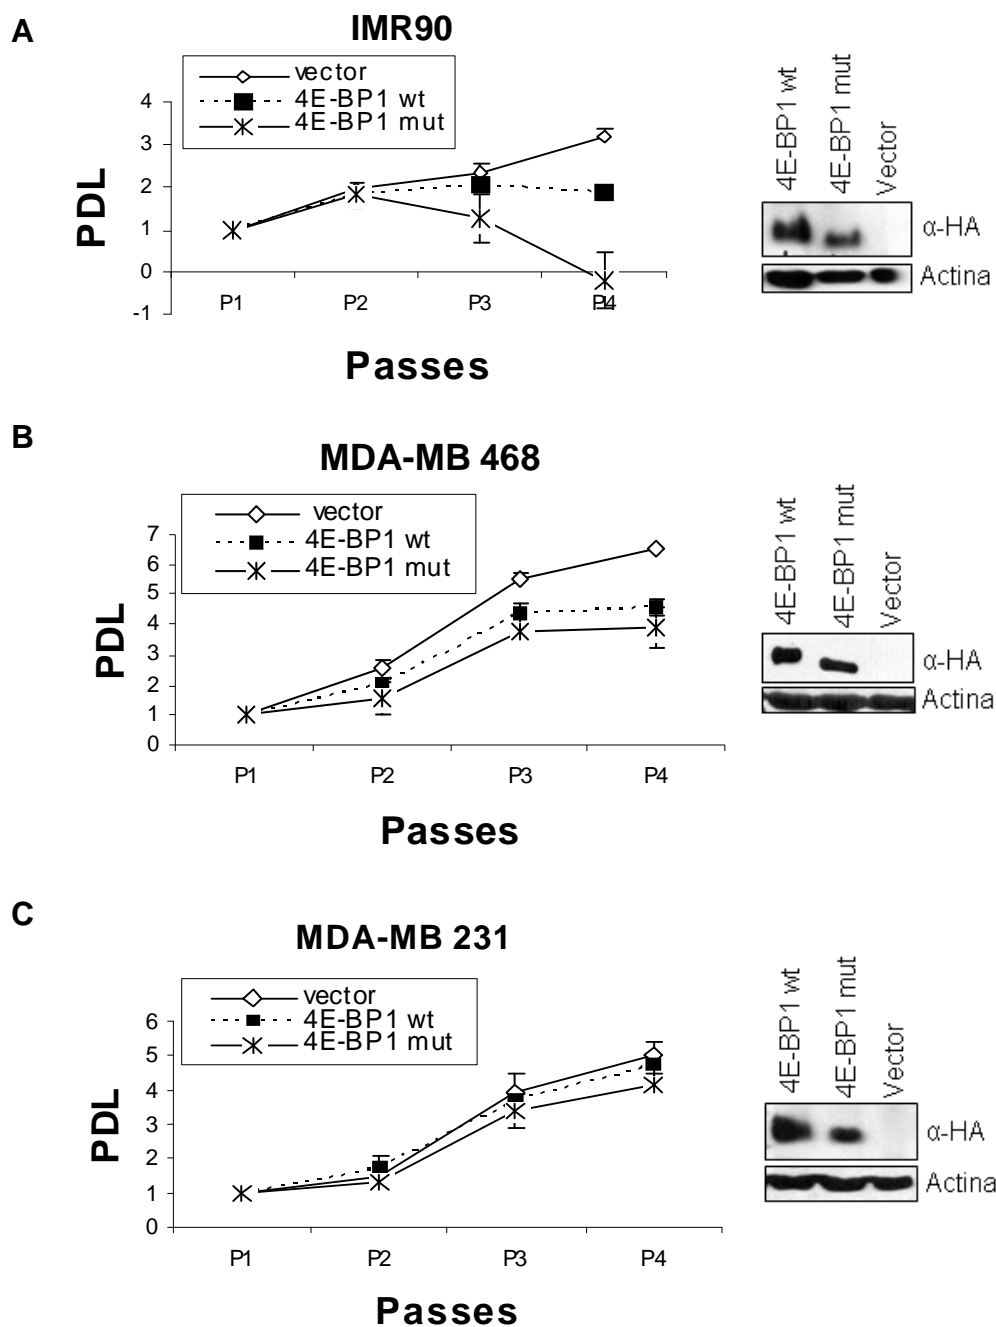 A
IMR90
vector
4E-BP1 wt
4E-BP1 mut
4
3
2
1
0
-1
PDL
P1 P2 P3 P4
Passes
4E-BP1 wt
4E-BP1 mut
Vector
α-HA
Actina
B
MDA-MB 468
vector
4E-BP1 wt
4E-BP1 mut
7
6
5
4
3
2
1
0
PDL
P1 P2 P3 P4
Passes
4E-BP1 wt
4E-BP1 mut
Vector
α-HA
Actina
C
MDA-MB 231
vector
4E-BP1 wt
4E-BP1 mut
6
5
4
3
2
1
0
PDL
P1 P2 P3 P4
Passes
4E-BP1 wt
4E-BP1 mut
Vector
α-HA
Actina